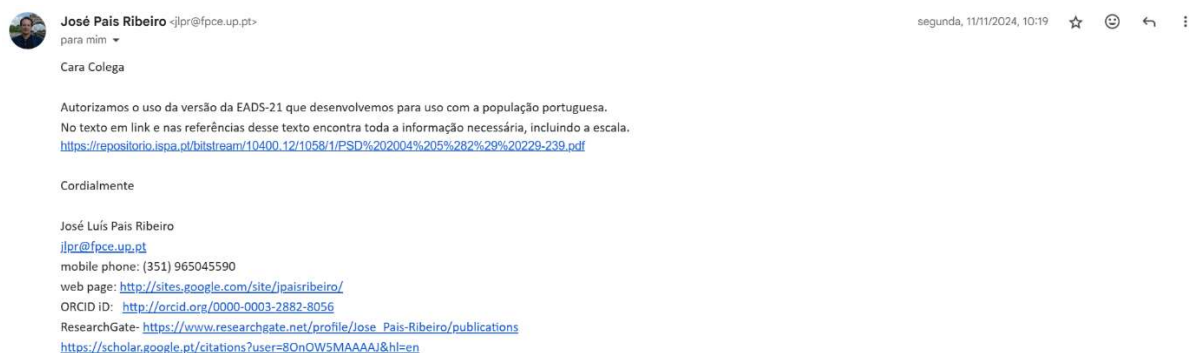 José Pais Ribeiro <jlpr@fpce.up.pt>
segunda, 11/11/2024, 10:19
para mim
Cara Colega
Autorizamos o uso da versão da EADS-21 que desenvolvemos para uso com a população portuguesa.
No texto em link e nas referências desse texto encontra toda a informação necessária, incluindo a escala.
https://repositorio.ispa.pt/bitstream/10400.12/1058/1/PSD%202004%205%282%29%20229-239.pdf
Cordialmente
José Luís Pais Ribeiro
jlpr@fpce.up.pt
mobile phone: (351) 965045590
web page: http://sites.google.com/site/jpaisribeiro/
ORCID iD: http://orcid.org/0000-0003-2882-8056
ResearchGate- https://www.researchgate.net/profile/Jose_Pais-Ribeiro/publications
https://scholar.google.pt/citations?user=8OnOW5MAAAAJ&hl=en